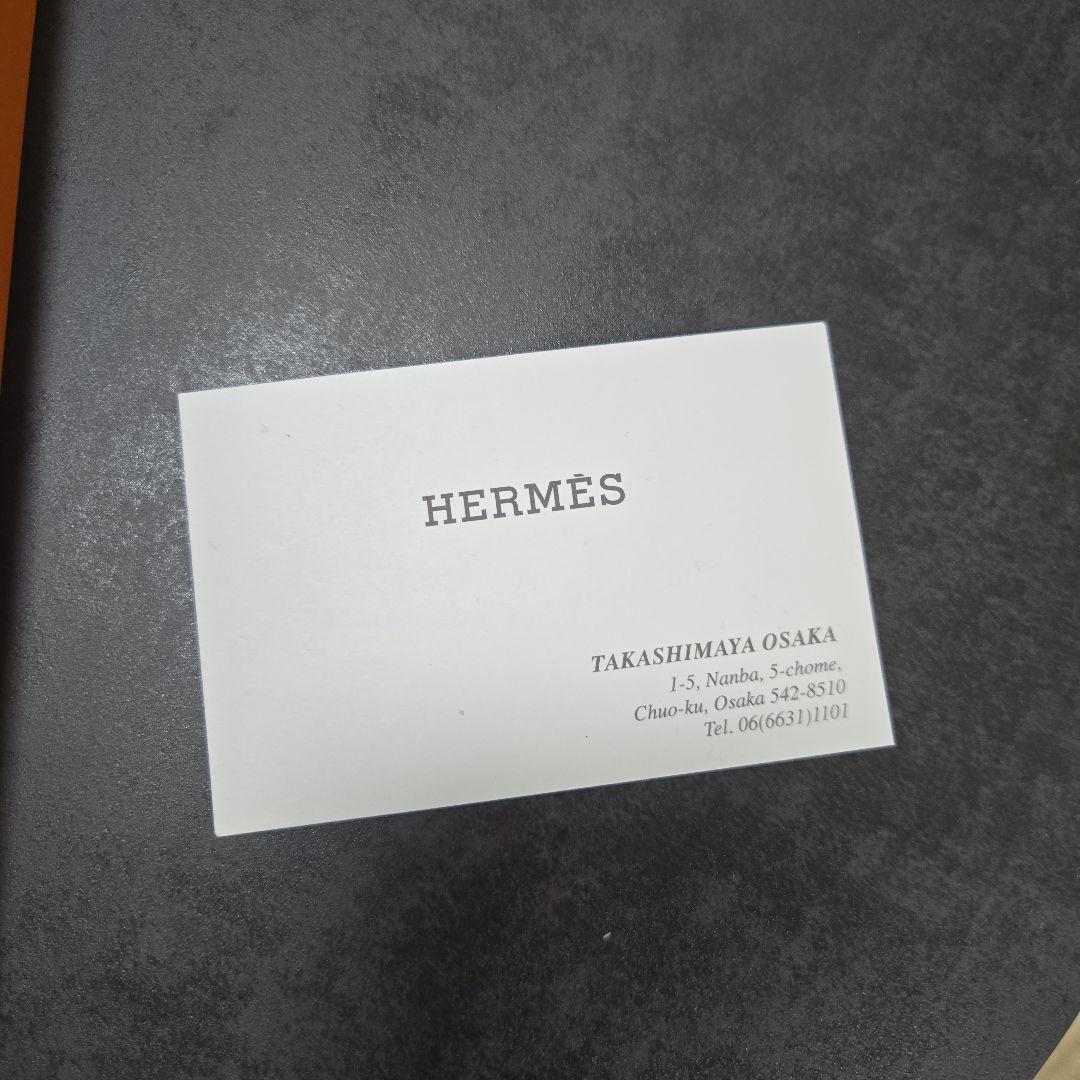 HERMÈS
TAKASHIMAYA OSAKA
1-5, Nanba, 5-chome,
Chuo-ku, Osaka 542-8510
Tel. 06(6631)1101